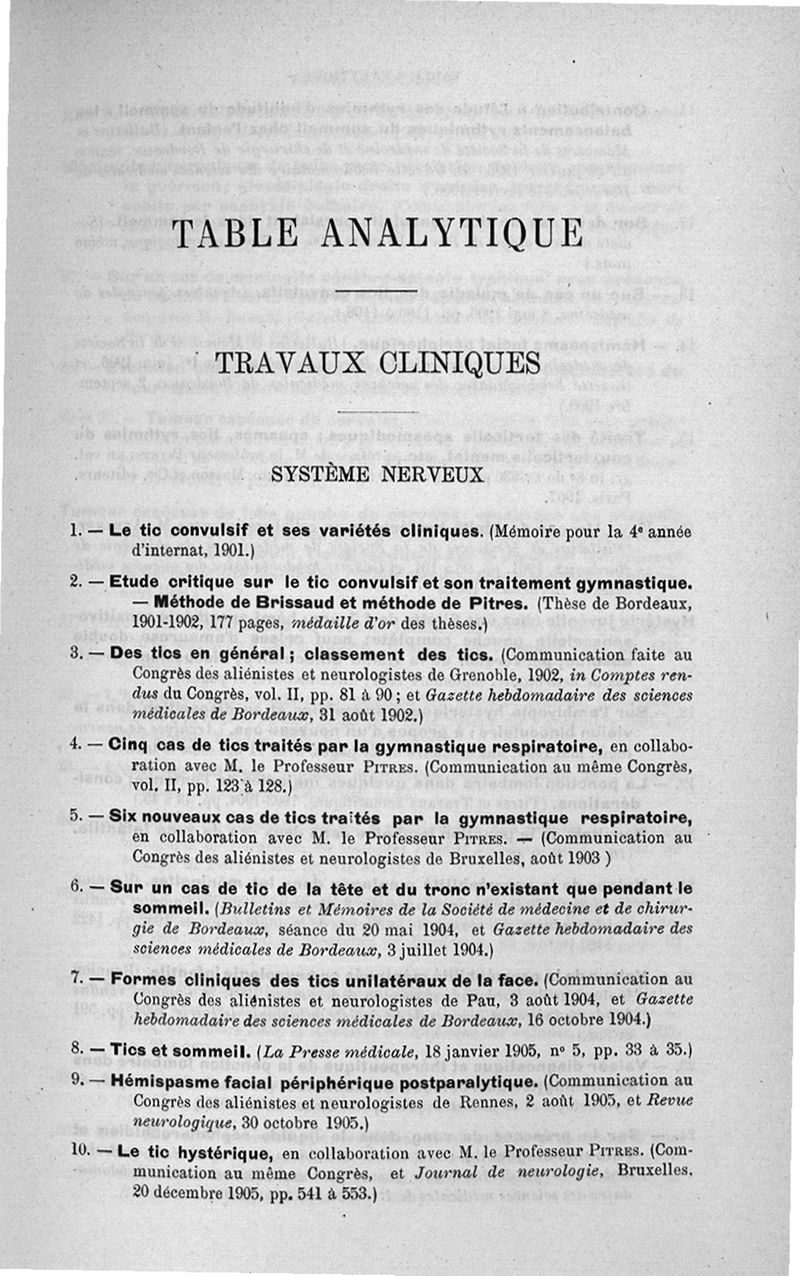 TABLE ANALYTIQUE
TRAVAUX CLINIQUES
SYSTÈME NERVEUX
1. — Le tic convulsif et ses variétés cliniques. (Mémoire pour la 4e année
d'internat, 1901.)
2. — Etude critique sur le tic convulsif et son traitement gymnastique.
— Méthode de Brissaud et méthode de Pitres. (Thèse de Bordeaux,
1901-1902, 177 pages, médaille d'or des thèses.)
3. — Des tics en général ; classement des tics. (Communication faite au
Congrès des aliénistes et neurologistes de Grenoble, 1902, in Comptes ren-
dus du Congrès, vol. II, pp. 81 à 90 ; et Gazette hebdomadaire des sciences
médicales de Bordeaux, 31 août 1902.)
4. — Cinq cas de tics traités par la gymnastique respiratoire, en collabo-
ration avec M. le Professeur PITRES. (Communication au même Congrès,
vol. II, pp. 123 à 128.)
5. — Six nouveaux cas de tics traités par la gymnastique respiratoire,
en collaboration avec M. le Professeur PITRES. — (Communication au
Congrès des aliénistes et neurologistes de Bruxelles, août 1903 )
6. — Sur un cas de tic de la tête et du tronc n'existant que pendant le
sommeil. (Bulletins et Mémoires de la Société de médecine et de chirur-
gie de Bordeaux, séance du 20 mai 1904, et Gazette hebdomadaire des
sciences médicales de Bordeaux, 3 juillet 1904.)
7. — Formes cliniques des tics unilatéraux de la face. (Communication au
Congrès des aliénistes et neurologistes de Pau, 3 août 1904, et Gazette
hebdomadaire des sciences médicales de Bordeaux, 16 octobre 1904.)
8. — Tics et sommeil. (La Presse médicale, 18 janvier 1905, n° 5, pp. 33 à 35.)
9. — Hémispasme facial périphérique postparalytique. (Communication au
Congrès des aliénistes et neurologistes de Rennes, 2 août 1905, et Revue
neurologique, 30 octobre 1905.)
10. — Le tic hystérique, en collaboration avec M. le Professeur PITRES. (Com-
munication au même Congrès, et Journal de neurologie, Bruxelles,
20 décembre 1905, pp. 541 à 553.)